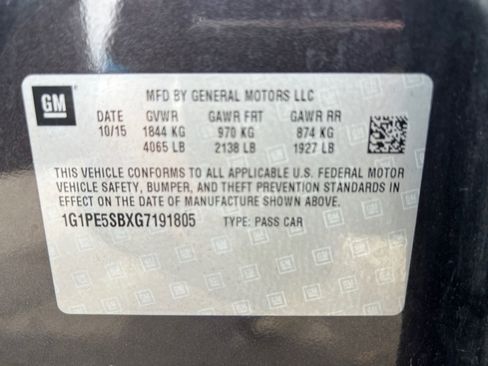 GM
MFD BY GENERAL MOTORS LLC
DATE GVWR GAWR FRT GAWR RR
10/15 1844 KG 970 KG 874 KG
4065 LB 2138 LB 1927 LB
THIS VEHICLE CONFORMS TO ALL APPLICABLE U.S. FEDERAL MOTOR
VEHICLE SAFETY, BUMPER, AND THEFT PREVENTION STANDARDS IN
EFFECT ON THE DATE OF MANUFACTURE SHOWN ABOVE.
1G1PE5SBXG7191805 TYPE: PASS CAR